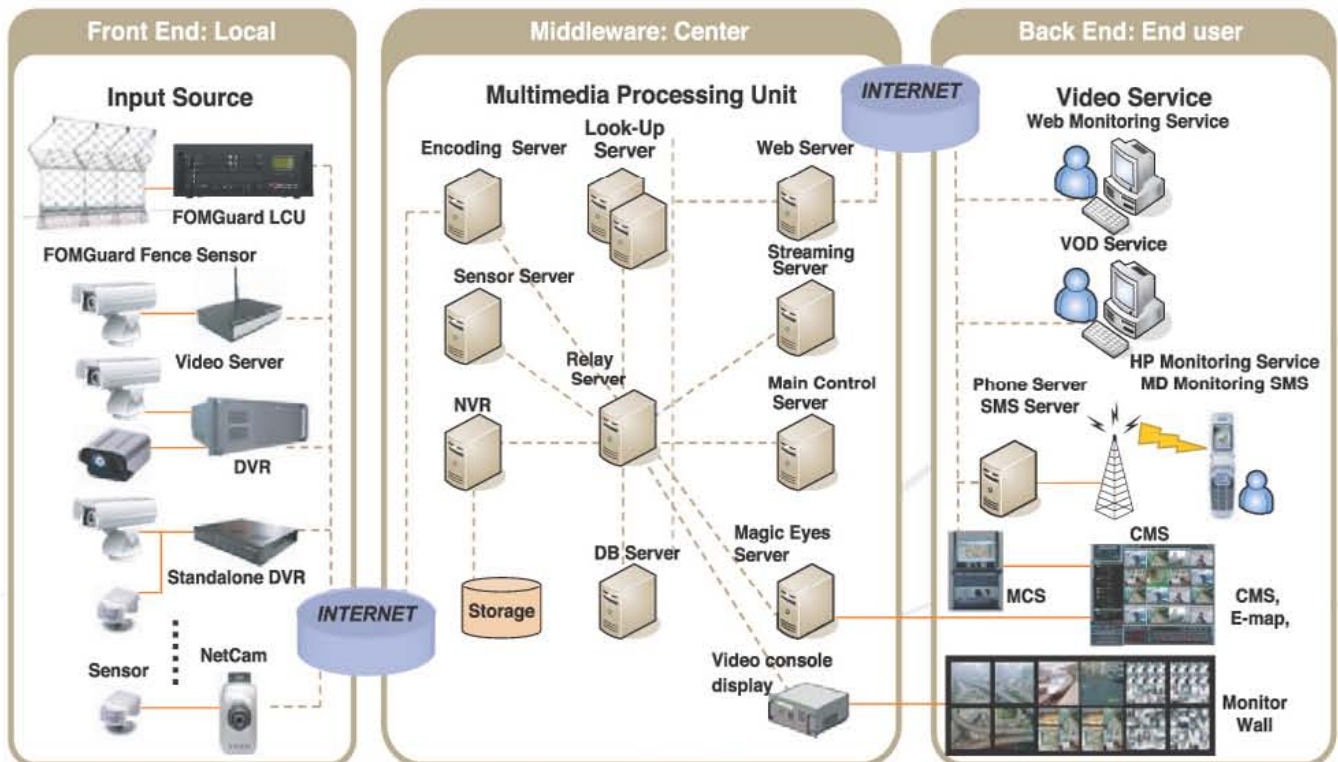 Front End: Local
Input Source
FOMGuard LCU
FOMGuard Fence Sensor
Video Server
DVR
Standalone DVR
Sensor
NetCam
INTERNET
Middleware: Center
Multimedia Processing Unit
Encoding Server
Look-Up
Server
Web Server
Sensor Server
Streaming
Server
Relay
Server
NVR
Main Control
Server
Storage
DB Server
Magic Eyes
Server
Video console
display
INTERNET
Back End: End user
Video Service
Web Monitoring Service
VOD Service
HP Monitoring Service
MD Monitoring SMS
Phone Server
SMS Server
CMS
MCS
CMS,
E-map,
Monitor
Wall